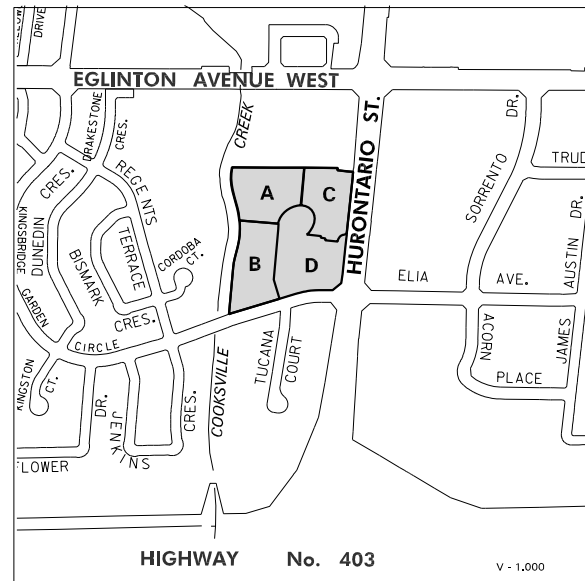 DRIVE
EGLINTON AVENUE WEST
DRAKESTONE
CRES.
CREEK
HURONTARIO ST.
DR.
SORRENTO
TRUD
CRES.
REGENTS
KINGSBRIDGE
DUNEDIN
BISMARK
TERRACE
CORDOBA
CT.
A
C
B
D
ELIA AVE.
AUSTIN DR.
GARDEN
CIRCLE
CRES.
KINGSTON
CT.
COOKSVILLE
TUCANA
COURT
ACORN
PLACE
JAMES
DR.
JENKINS
CRES.
FLOWER
HIGHWAY No. 403
V - 1.000